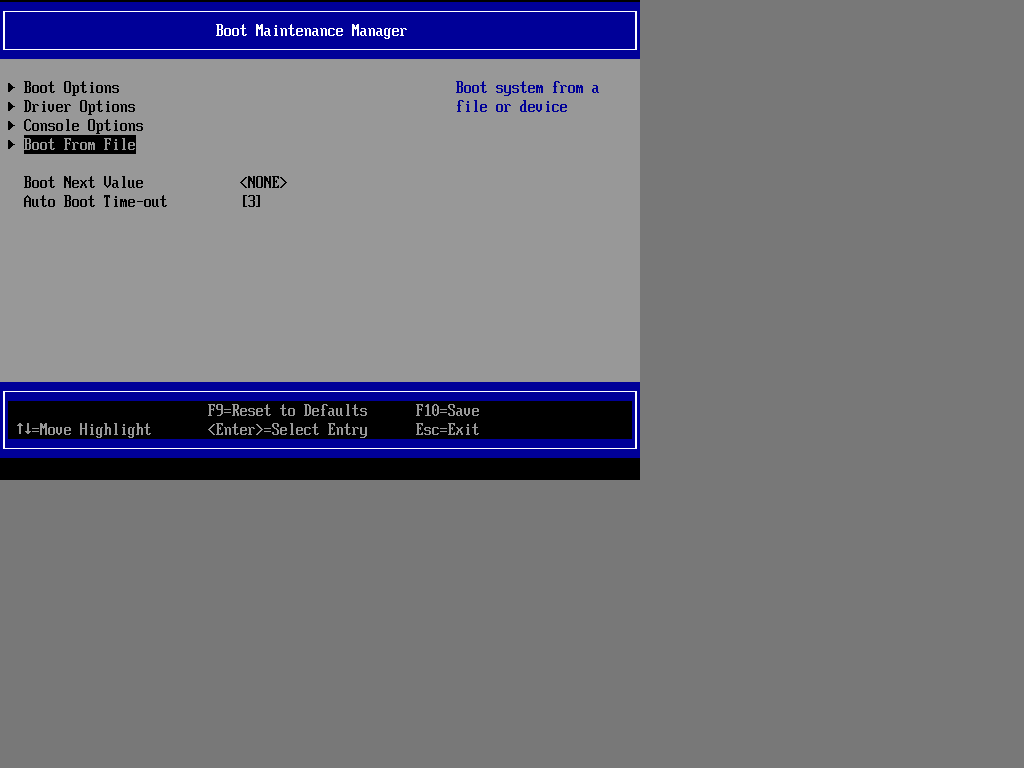 Boot Maintenance Manager
Boot Options
Driver Options
Console Options
Boot From File
Boot Next Value <NONE>
Auto Boot Time-out [3]
Boot system from a
file or device
F9=Reset to Defaults F10=Save
↑↓=Move Highlight <Enter>=Select Entry Esc=Exit